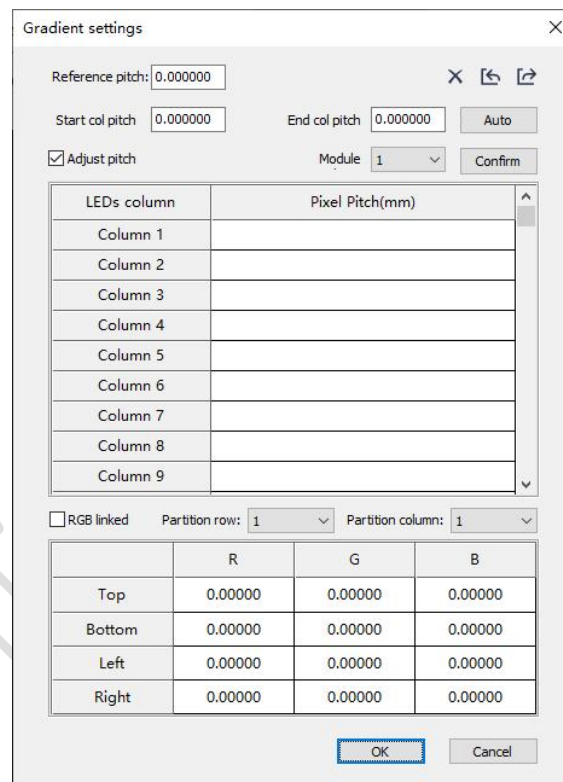 Gradient settings
Reference pitch: 0.000000
Start col pitch 0.000000 End col pitch 0.000000 Auto
Adjust pitch Module 1 Confirm
LEDs column Pixel Pitch(mm)
Column 1
Column 2
Column 3
Column 4
Column 5
Column 6
Column 7
Column 8
Column 9
RGB linked Partition row: 1 Partition column: 1
R G B
Top 0.00000 0.00000 0.00000
Bottom 0.00000 0.00000 0.00000
Left 0.00000 0.00000 0.00000
Right 0.00000 0.00000 0.00000
OK Cancel